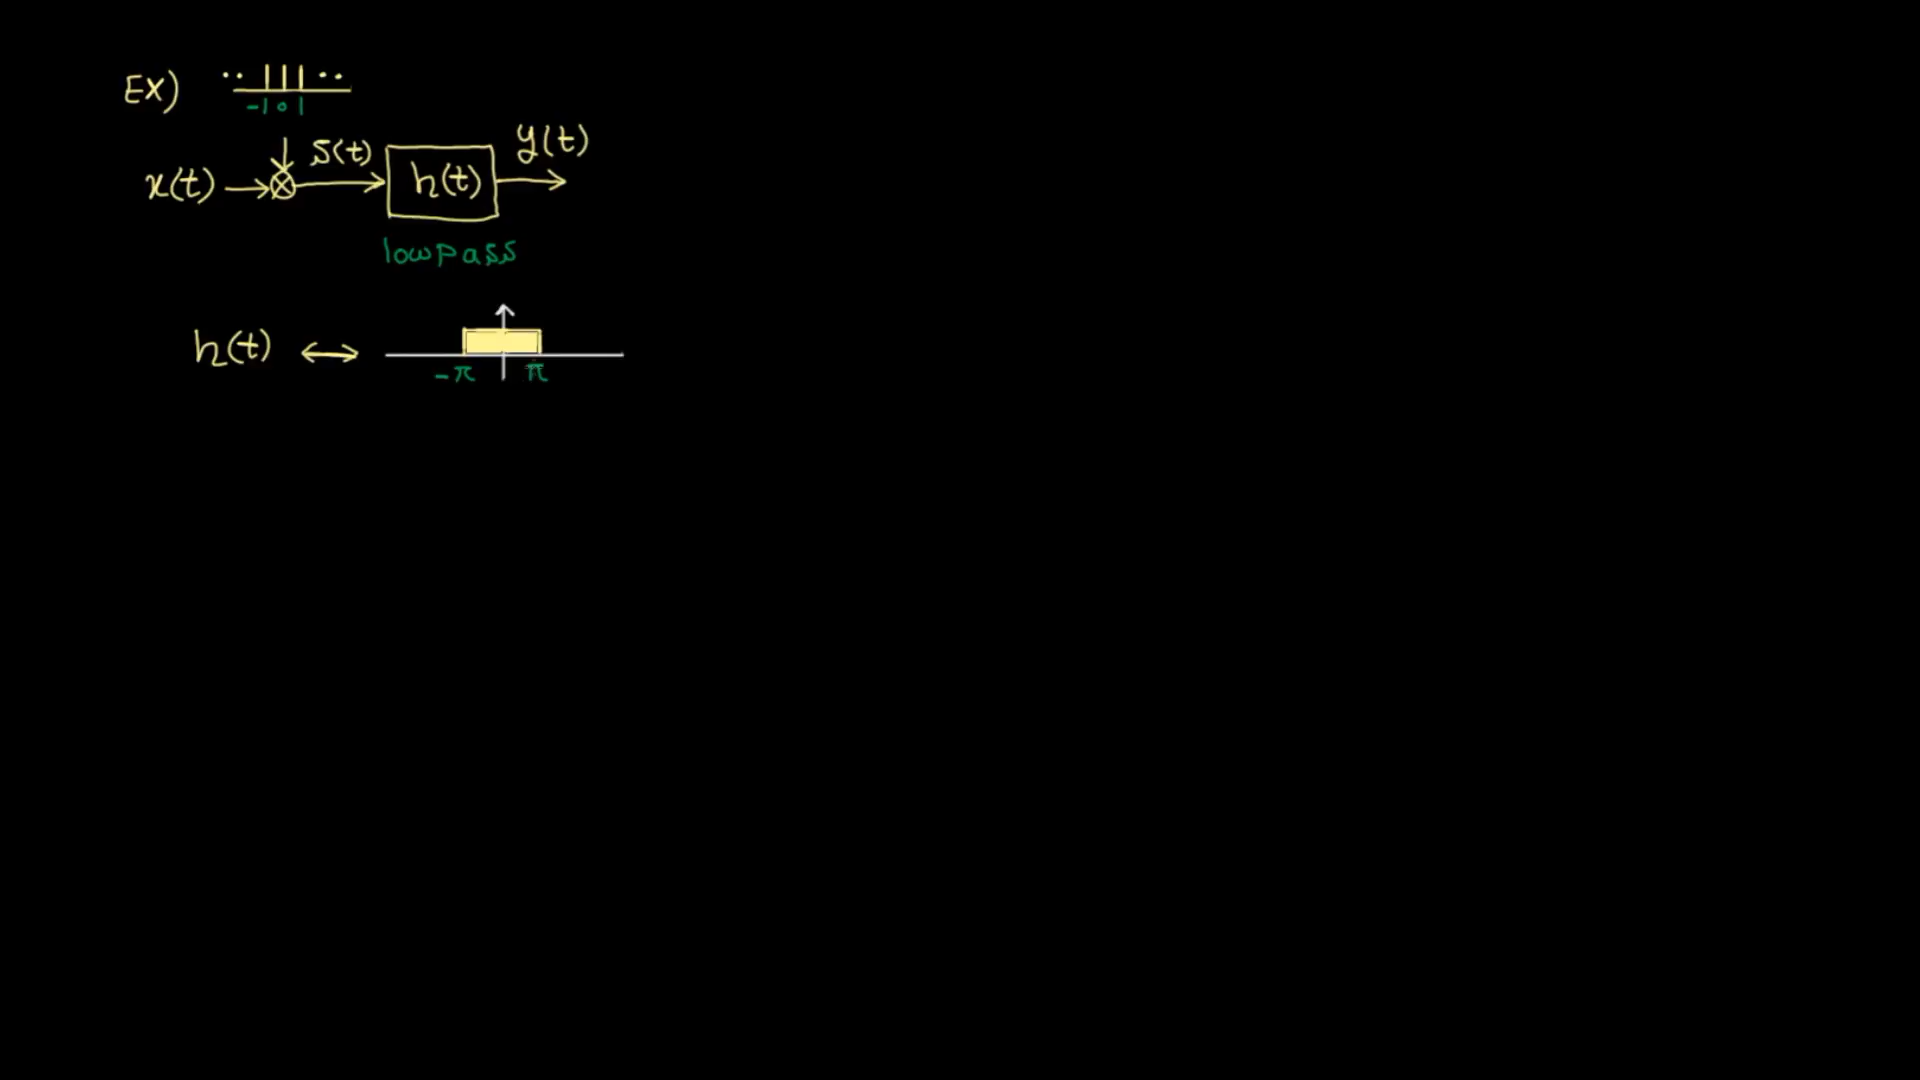 EX)
-1 0 1
x(t) → ⊗ → s(t) h(t) → y(t)
lowpass
h(t) ↔
-π π